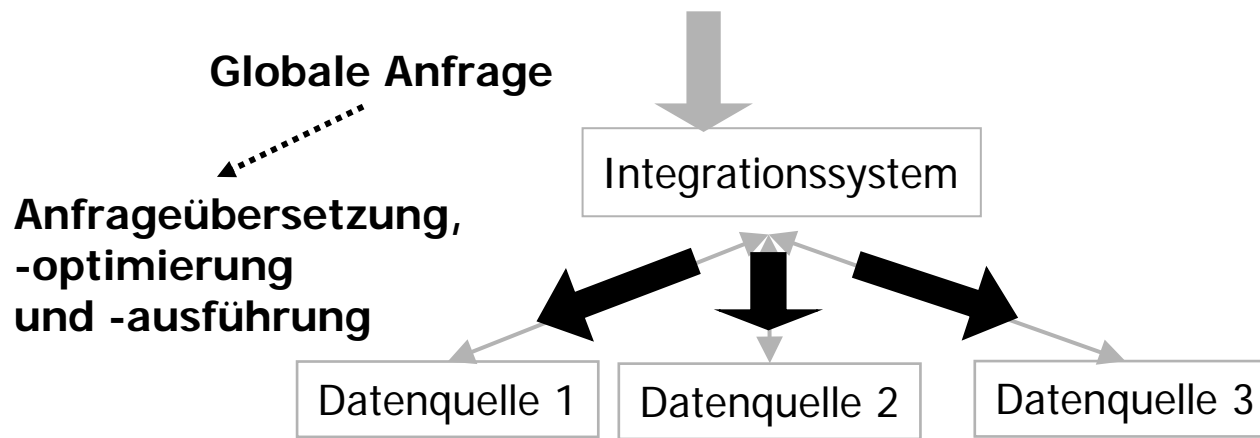 Globale Anfrage
Integrationssystem
Anfrageübersetzung,
-optimierung
und -ausführung
Datenquelle 1
Datenquelle 2
Datenquelle 3